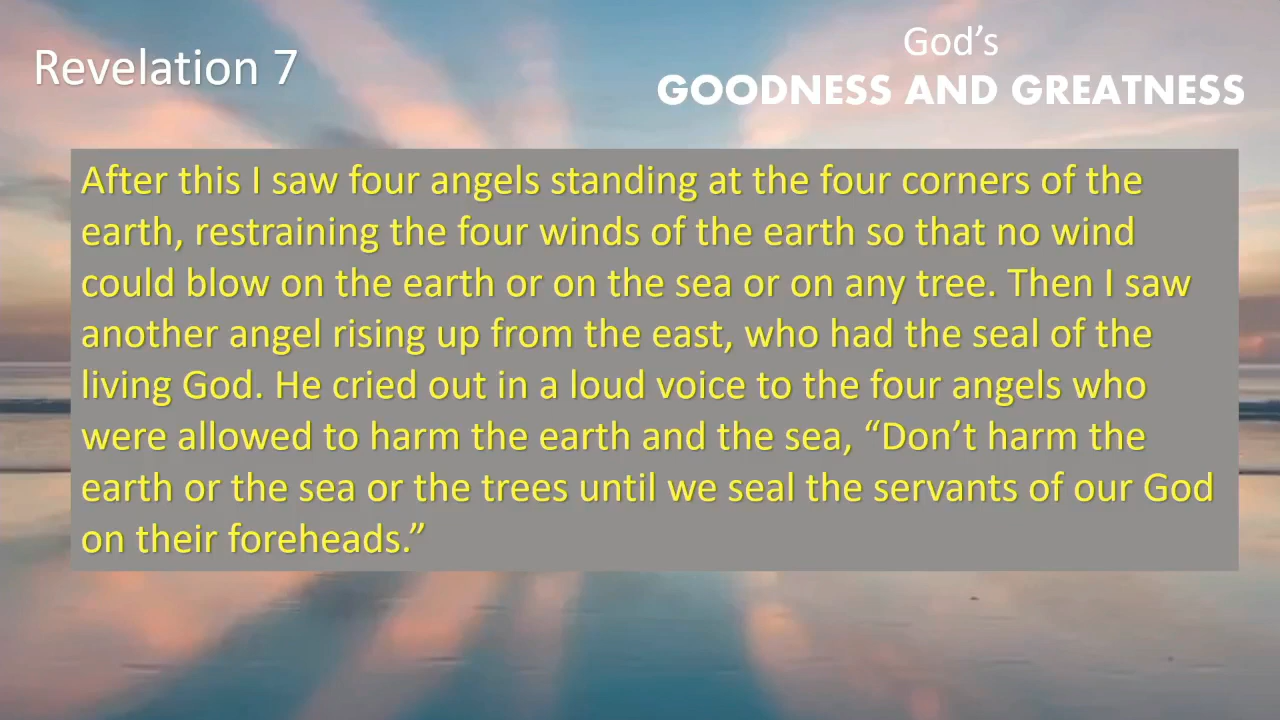 Revelation 7
God’s
GOODNESS AND GREATNESS
After this I saw four angels standing at the four corners of the
earth, restraining the four winds of the earth so that no wind
could blow on the earth or on the sea or on any tree. Then I saw
another angel rising up from the east, who had the seal of the
living God. He cried out in a loud voice to the four angels who
were allowed to harm the earth and the sea, “Don’t harm the
earth or the sea or the trees until we seal the servants of our God
on their foreheads.”